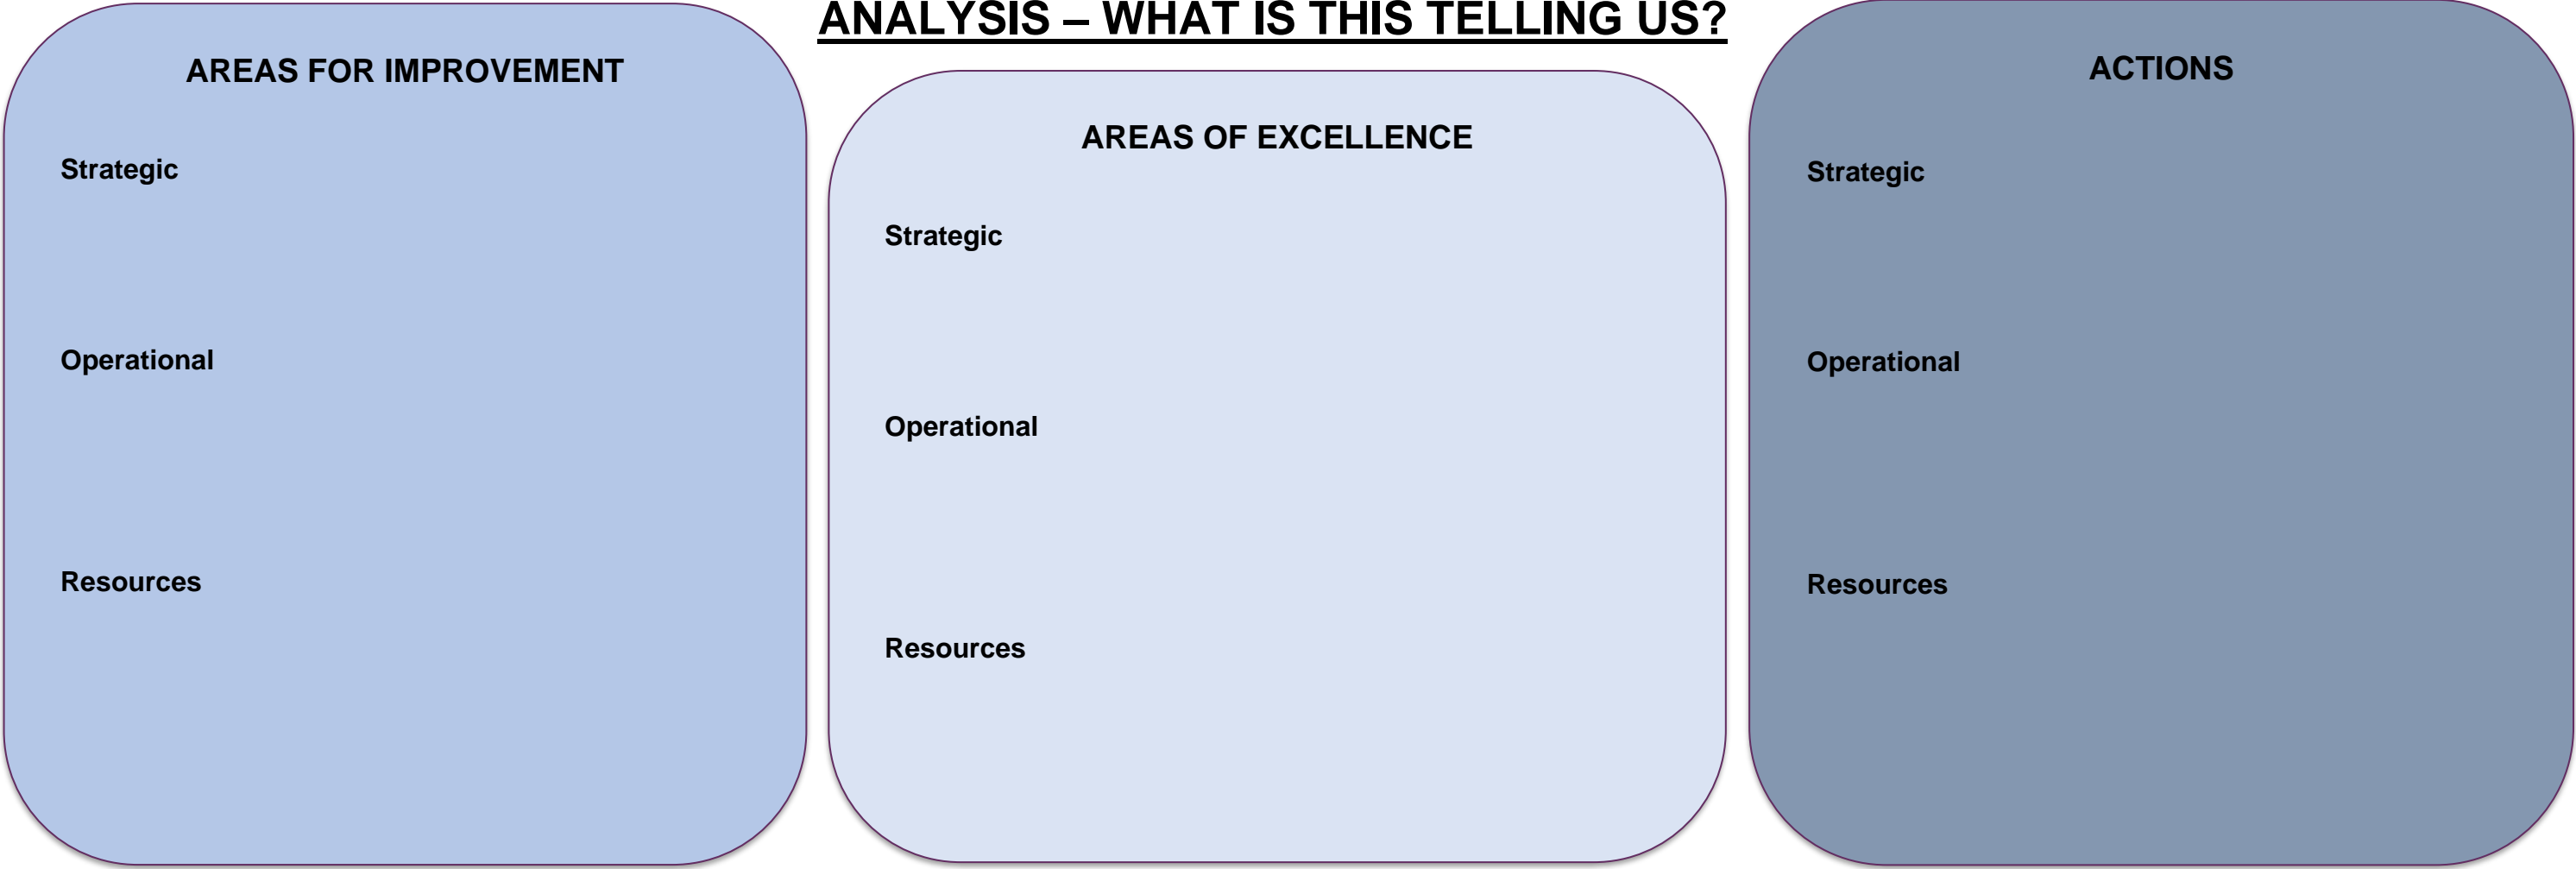 ANALYSIS – WHAT IS THIS TELLING US?
AREAS FOR IMPROVEMENT
Strategic
Operational
Resources
AREAS OF EXCELLENCE
Strategic
Operational
Resources
ACTIONS
Strategic
Operational
Resources